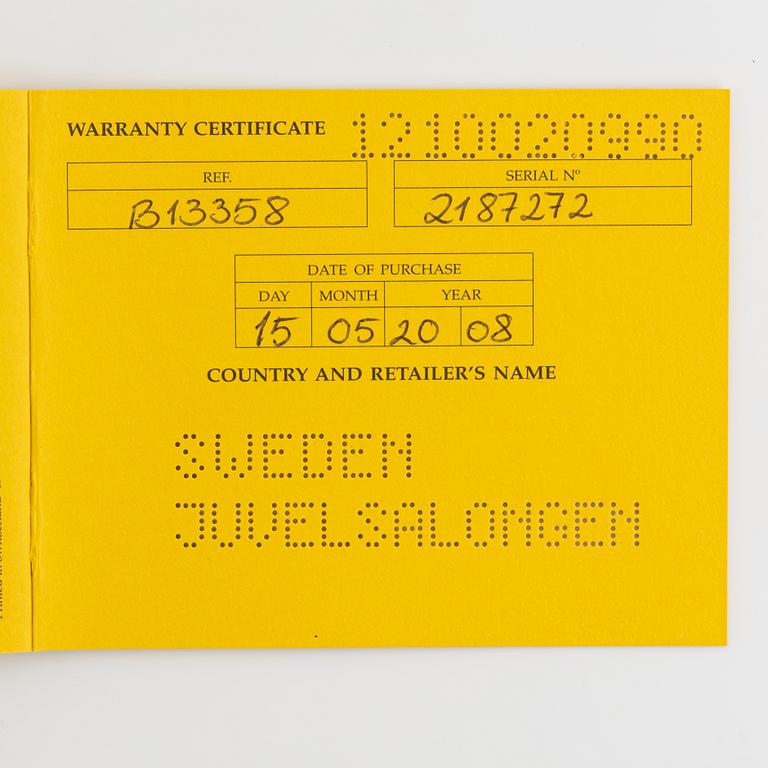 WARRANTY CERTIFICATE 1210020990
REF. SERIAL Nº
B13358 2187272
DATE OF PURCHASE
DAY MONTH YEAR
15 05 20 08
COUNTRY AND RETAILER'S NAME
SWEDEN
JUVELSALONGEN